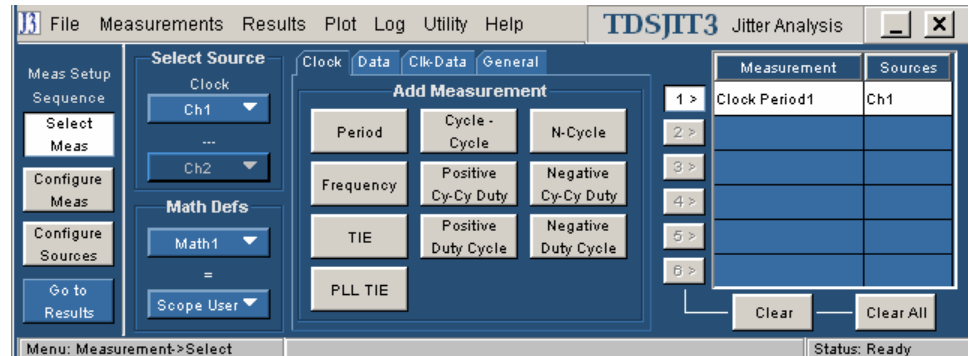 J3 File Measurements Results Plot Log Utility Help TDSJIT3 Jitter Analysis _ X
Meas Setup
Sequence
Select
Meas
Configure
Meas
Configure
Sources
Go to
Results
Select Source
Clock
Ch1
---
Ch2
Math Defs
Math1
=
Scope User
Clock Data Clk-Data General
Add Measurement
Period
Cycle -
Cycle
N-Cycle
Frequency
Positive
Cy-Cy Duty
Negative
Cy-Cy Duty
TIE
Positive
Duty Cycle
Negative
Duty Cycle
PLL TIE
Measurement Sources
1 > Clock Period1 Ch1
2 >
3 >
4 >
5 >
6 >
Clear Clear All
Menu: Measurement->Select Status: Ready